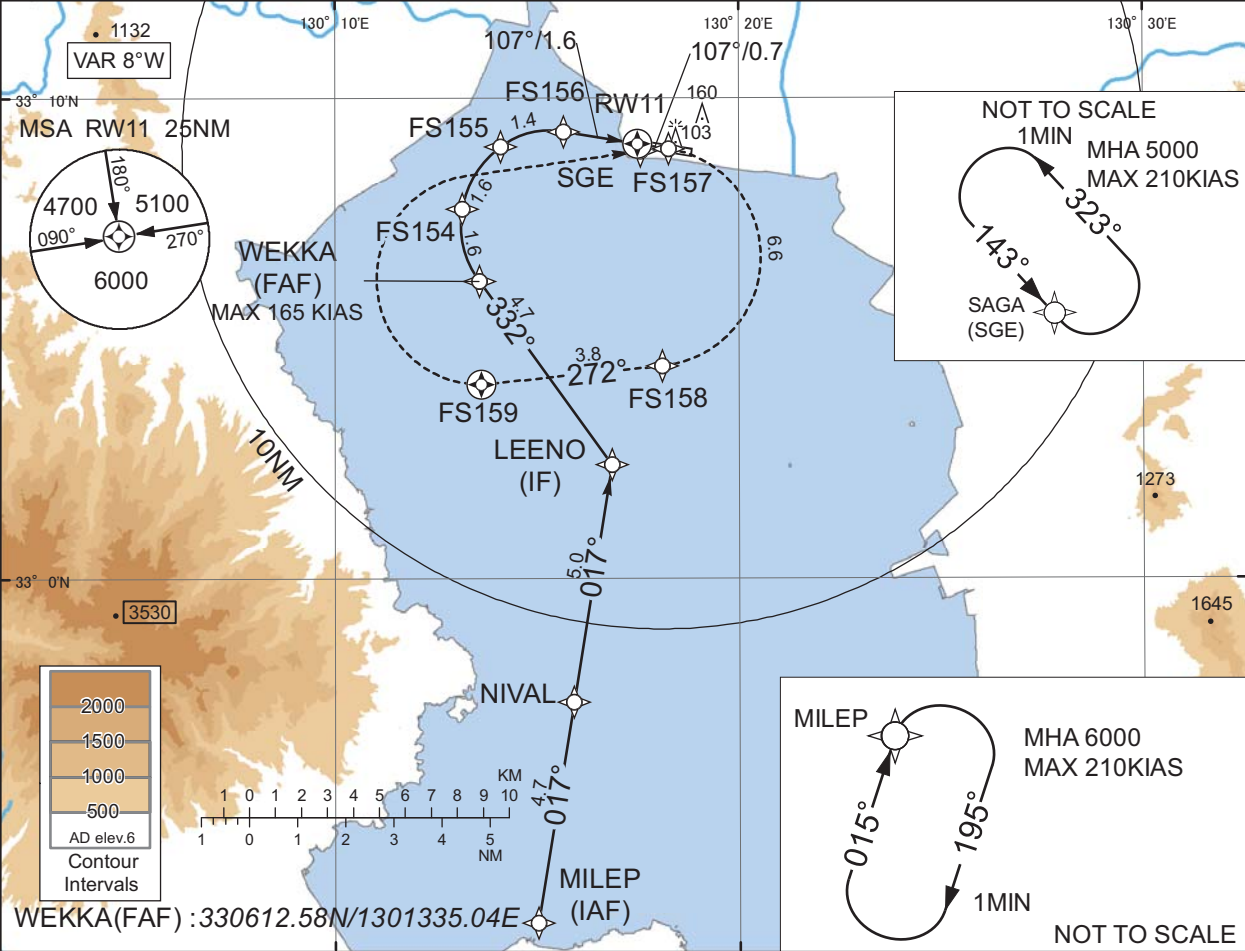 130° 10'E
130° 20'E
130° 30'E
1132
VAR 8°W
107°/1.6
107°/0.7
33° 10'N
FS156
RW11
160
103
NOT TO SCALE
1MIN
MHA 5000
MAX 210KIAS
323°
143°
SAGA
(SGE)
MSA RW11 25NM
180°
4700
5100
090°
270°
6000
FS155
1.4
SGE
FS157
1.6
FS154
1.6
6.6
WEKKA
(FAF)
MAX 165 KIAS
4.7
332°
3.8
272°
FS159
FS158
10NM
LEENO
(IF)
1273
5.0
017°
33° 0'N
3530
1645
2000
1500
1000
500
AD elev.6
Contour
Intervals
NIVAL
4.7
017°
KM
1 0 1 2 3 4 5 6 7 8 9 10
1 0 1 2 3 4 5
NM
MILEP
(IAF)
WEKKA(FAF) :330612.58N/1301335.04E
MILEP
MHA 6000
MAX 210KIAS
015°
195°
1MIN
NOT TO SCALE